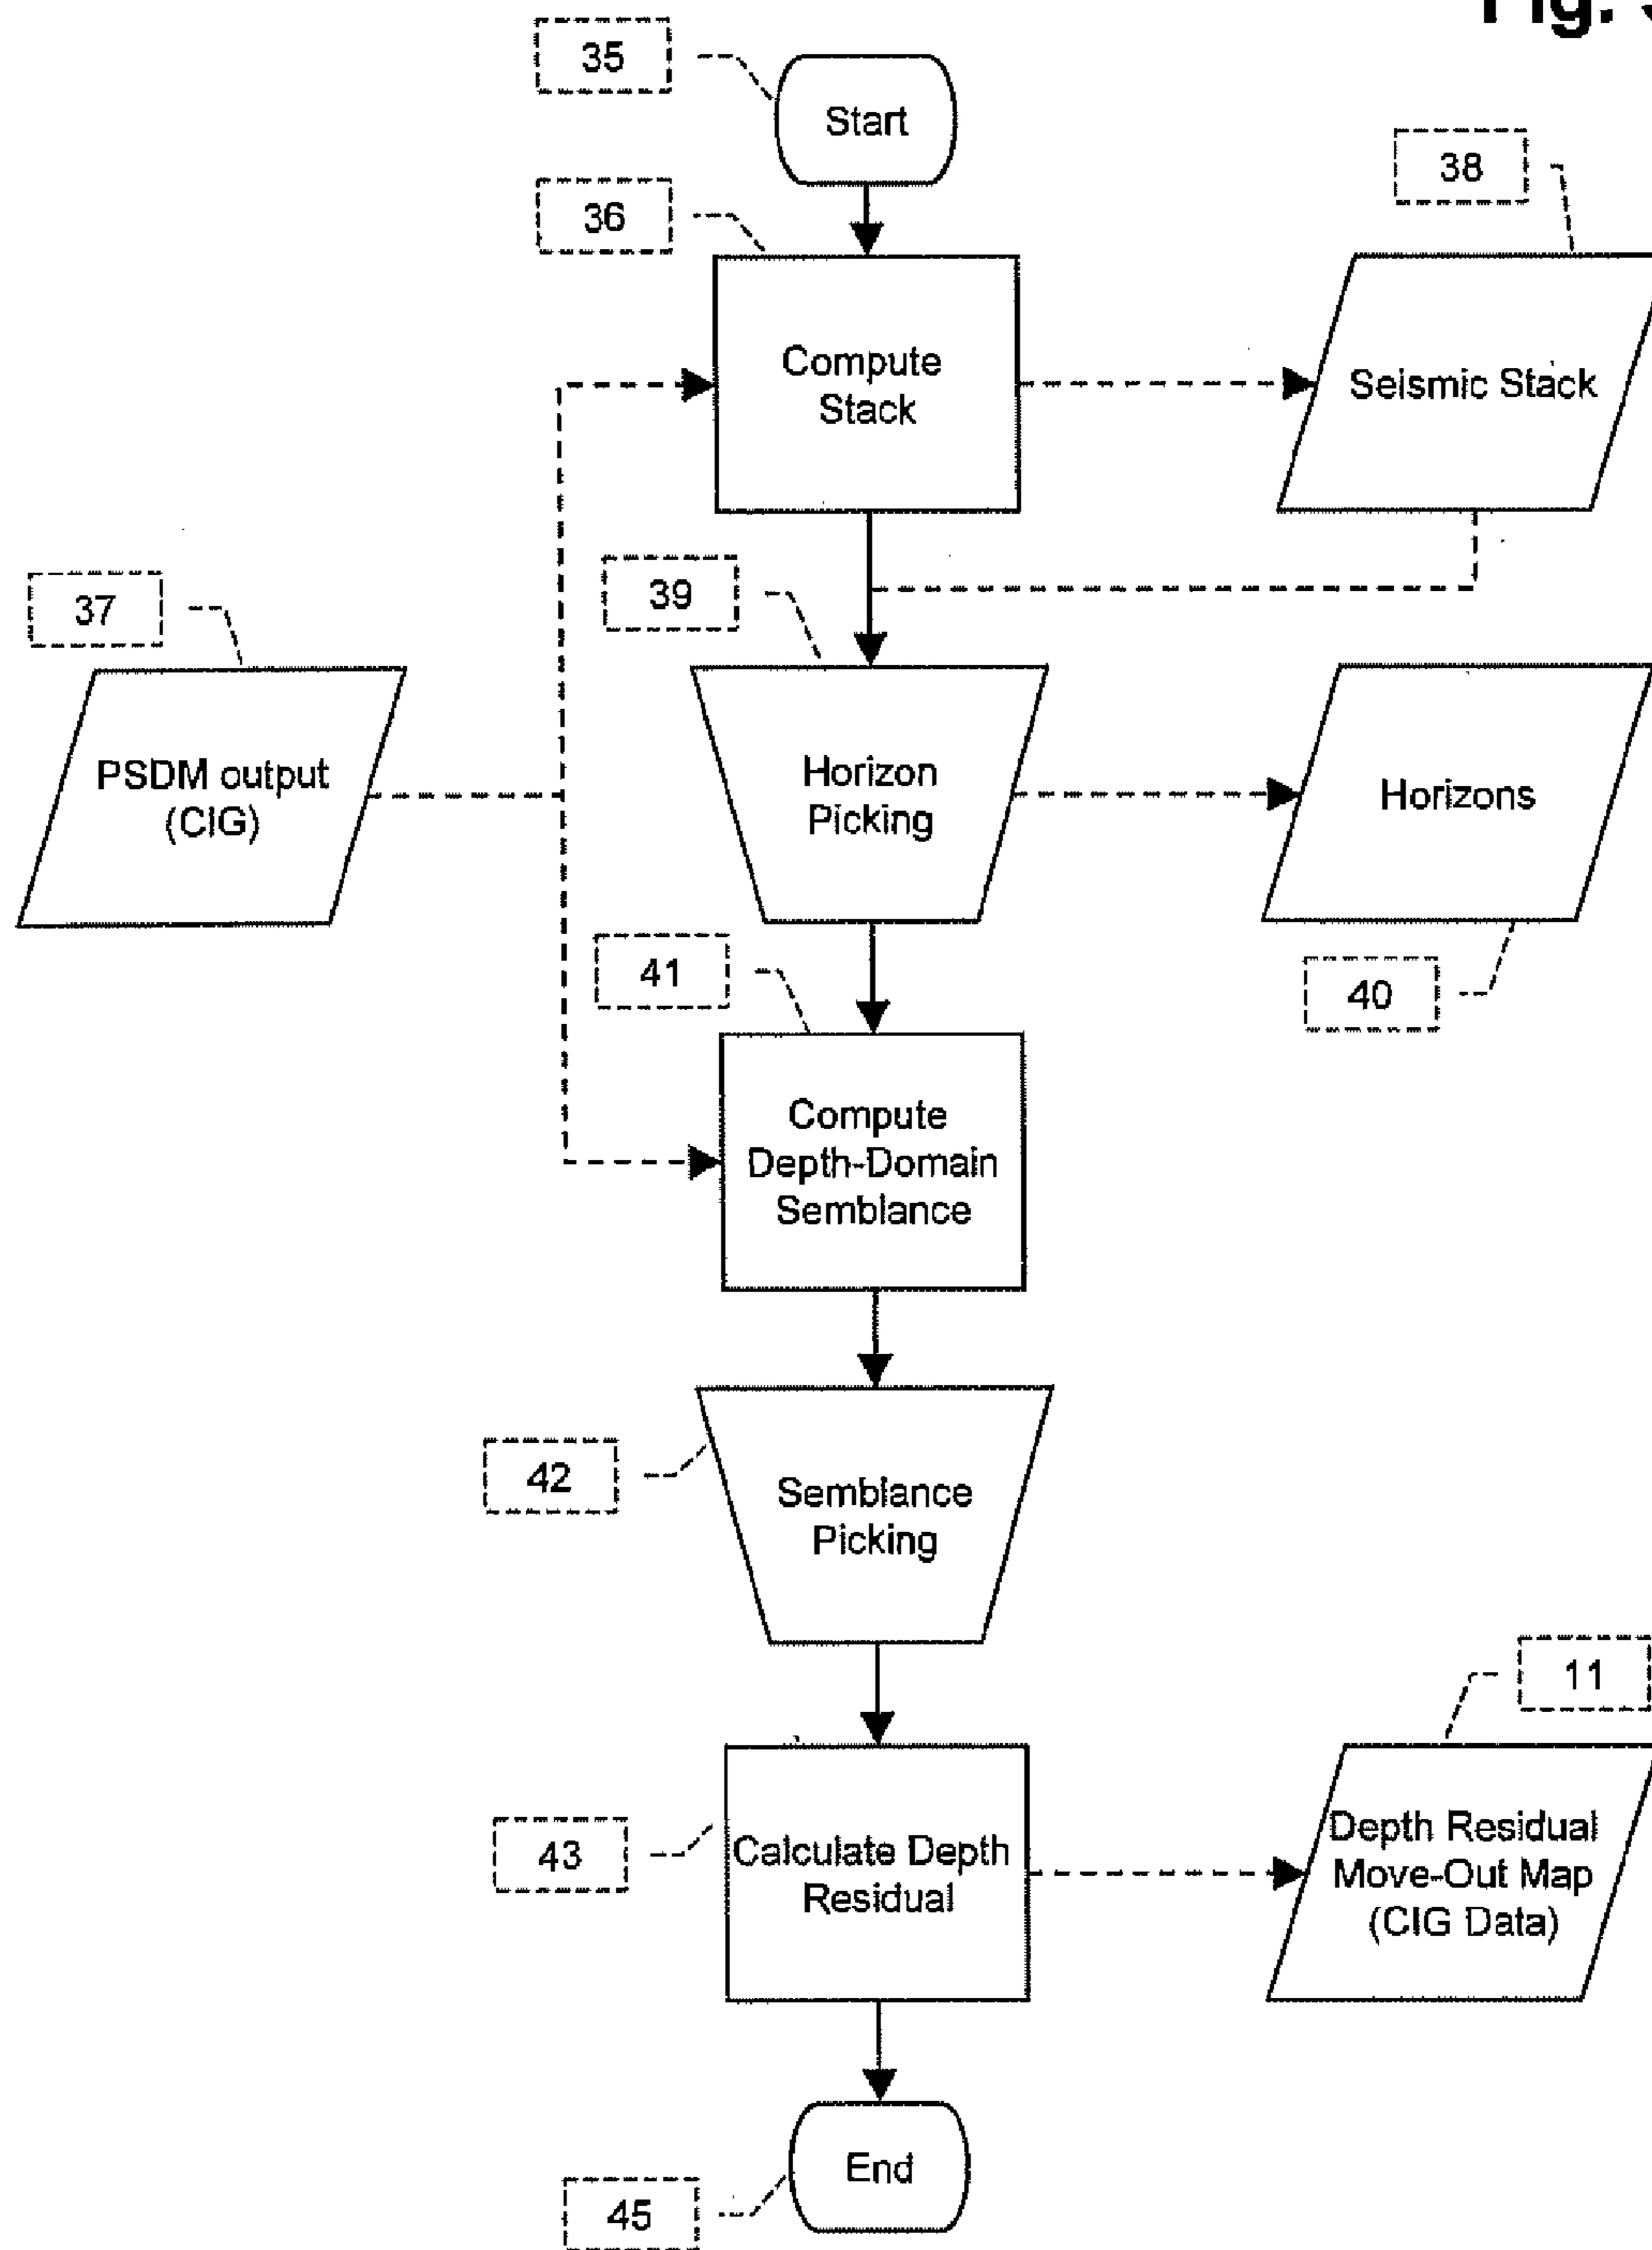 Fig.
35
Start
36
38
Compute
Stack
Seismic Stack
37
39
PSDM output
(CIG)
Horizon
Picking
Horizons
41
40
Compute
Depth-Domain
Semblance
42
Semblance
Picking
11
43
Calculate Depth
Residual
Depth Residual
Move-Out Map
(CIG Data)
End
45